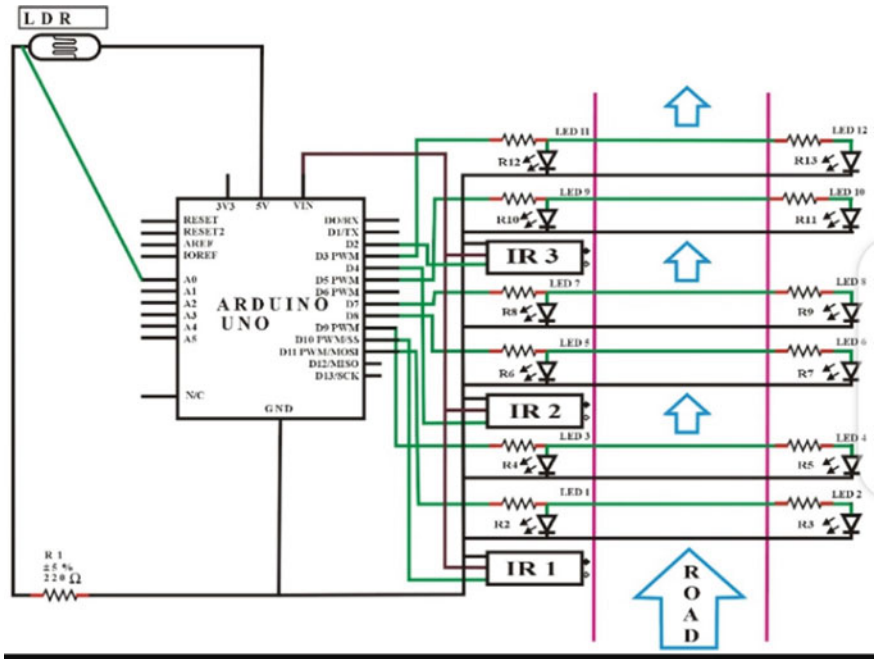 LDR
LED 11
LED 12
R12
R13
LED 9
LED 10
R10
R11
3V3
5V
VIN
RESET
RESET2
AREF
IOREF
A0
A1
A2
A3
A4
A5
N/C
ARDUINO
UNO
GND
D0/RX
D1/TX
D2
D3 PWM
D4
D5 PWM
D6 PWM
D7
D8
D9 PWM
D10 PWM/SS
D11 PWM/MOSI
D12/MISO
D13/SCK
IR 3
LED 7
LED 8
R8
R9
LED 5
LED 6
R6
R7
IR 2
LED 3
LED 4
R4
R5
LED 1
LED 2
R2
R3
IR 1
R 1
±5%
220 Ω
ROAD